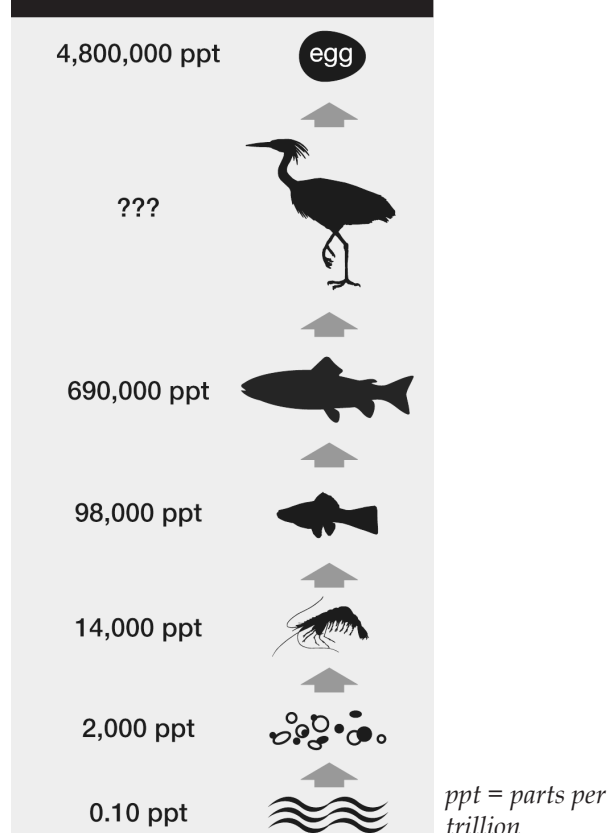 4,800,000 ppt
egg
???
690,000 ppt
98,000 ppt
14,000 ppt
2,000 ppt
0.10 ppt
ppt = parts per
trillion